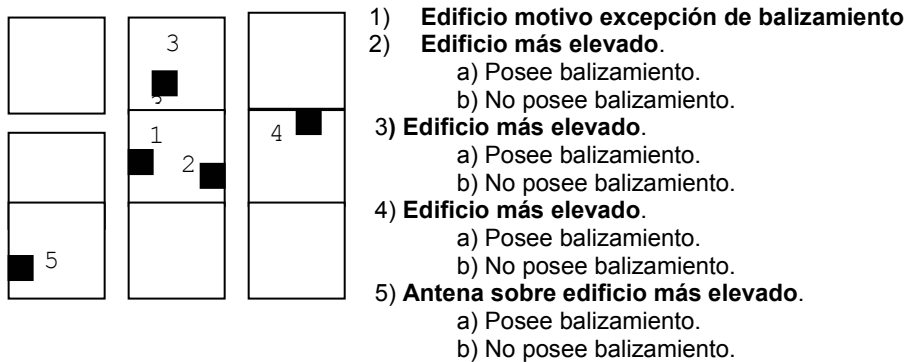 1) Edificio motivo excepción de balizamiento
2) Edificio más elevado.
a) Posee balizamiento.
b) No posee balizamiento.
3) Edificio más elevado.
a) Posee balizamiento.
b) No posee balizamiento.
4) Edificio más elevado.
a) Posee balizamiento.
b) No posee balizamiento.
5) Antena sobre edificio más elevado.
a) Posee balizamiento.
b) No posee balizamiento.
3
1
2
4
5